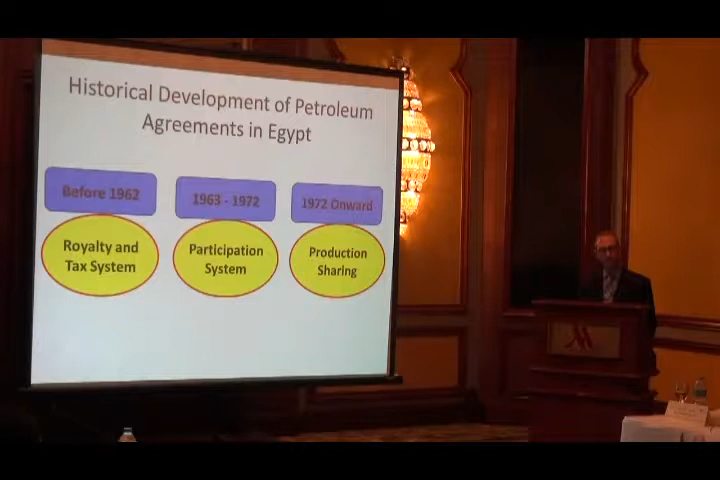 Historical Development of Petroleum
Agreements in Egypt
Before 1962
1963 - 1972
1972 Onward
Royalty and
Tax System
Participation
System
Production
Sharing